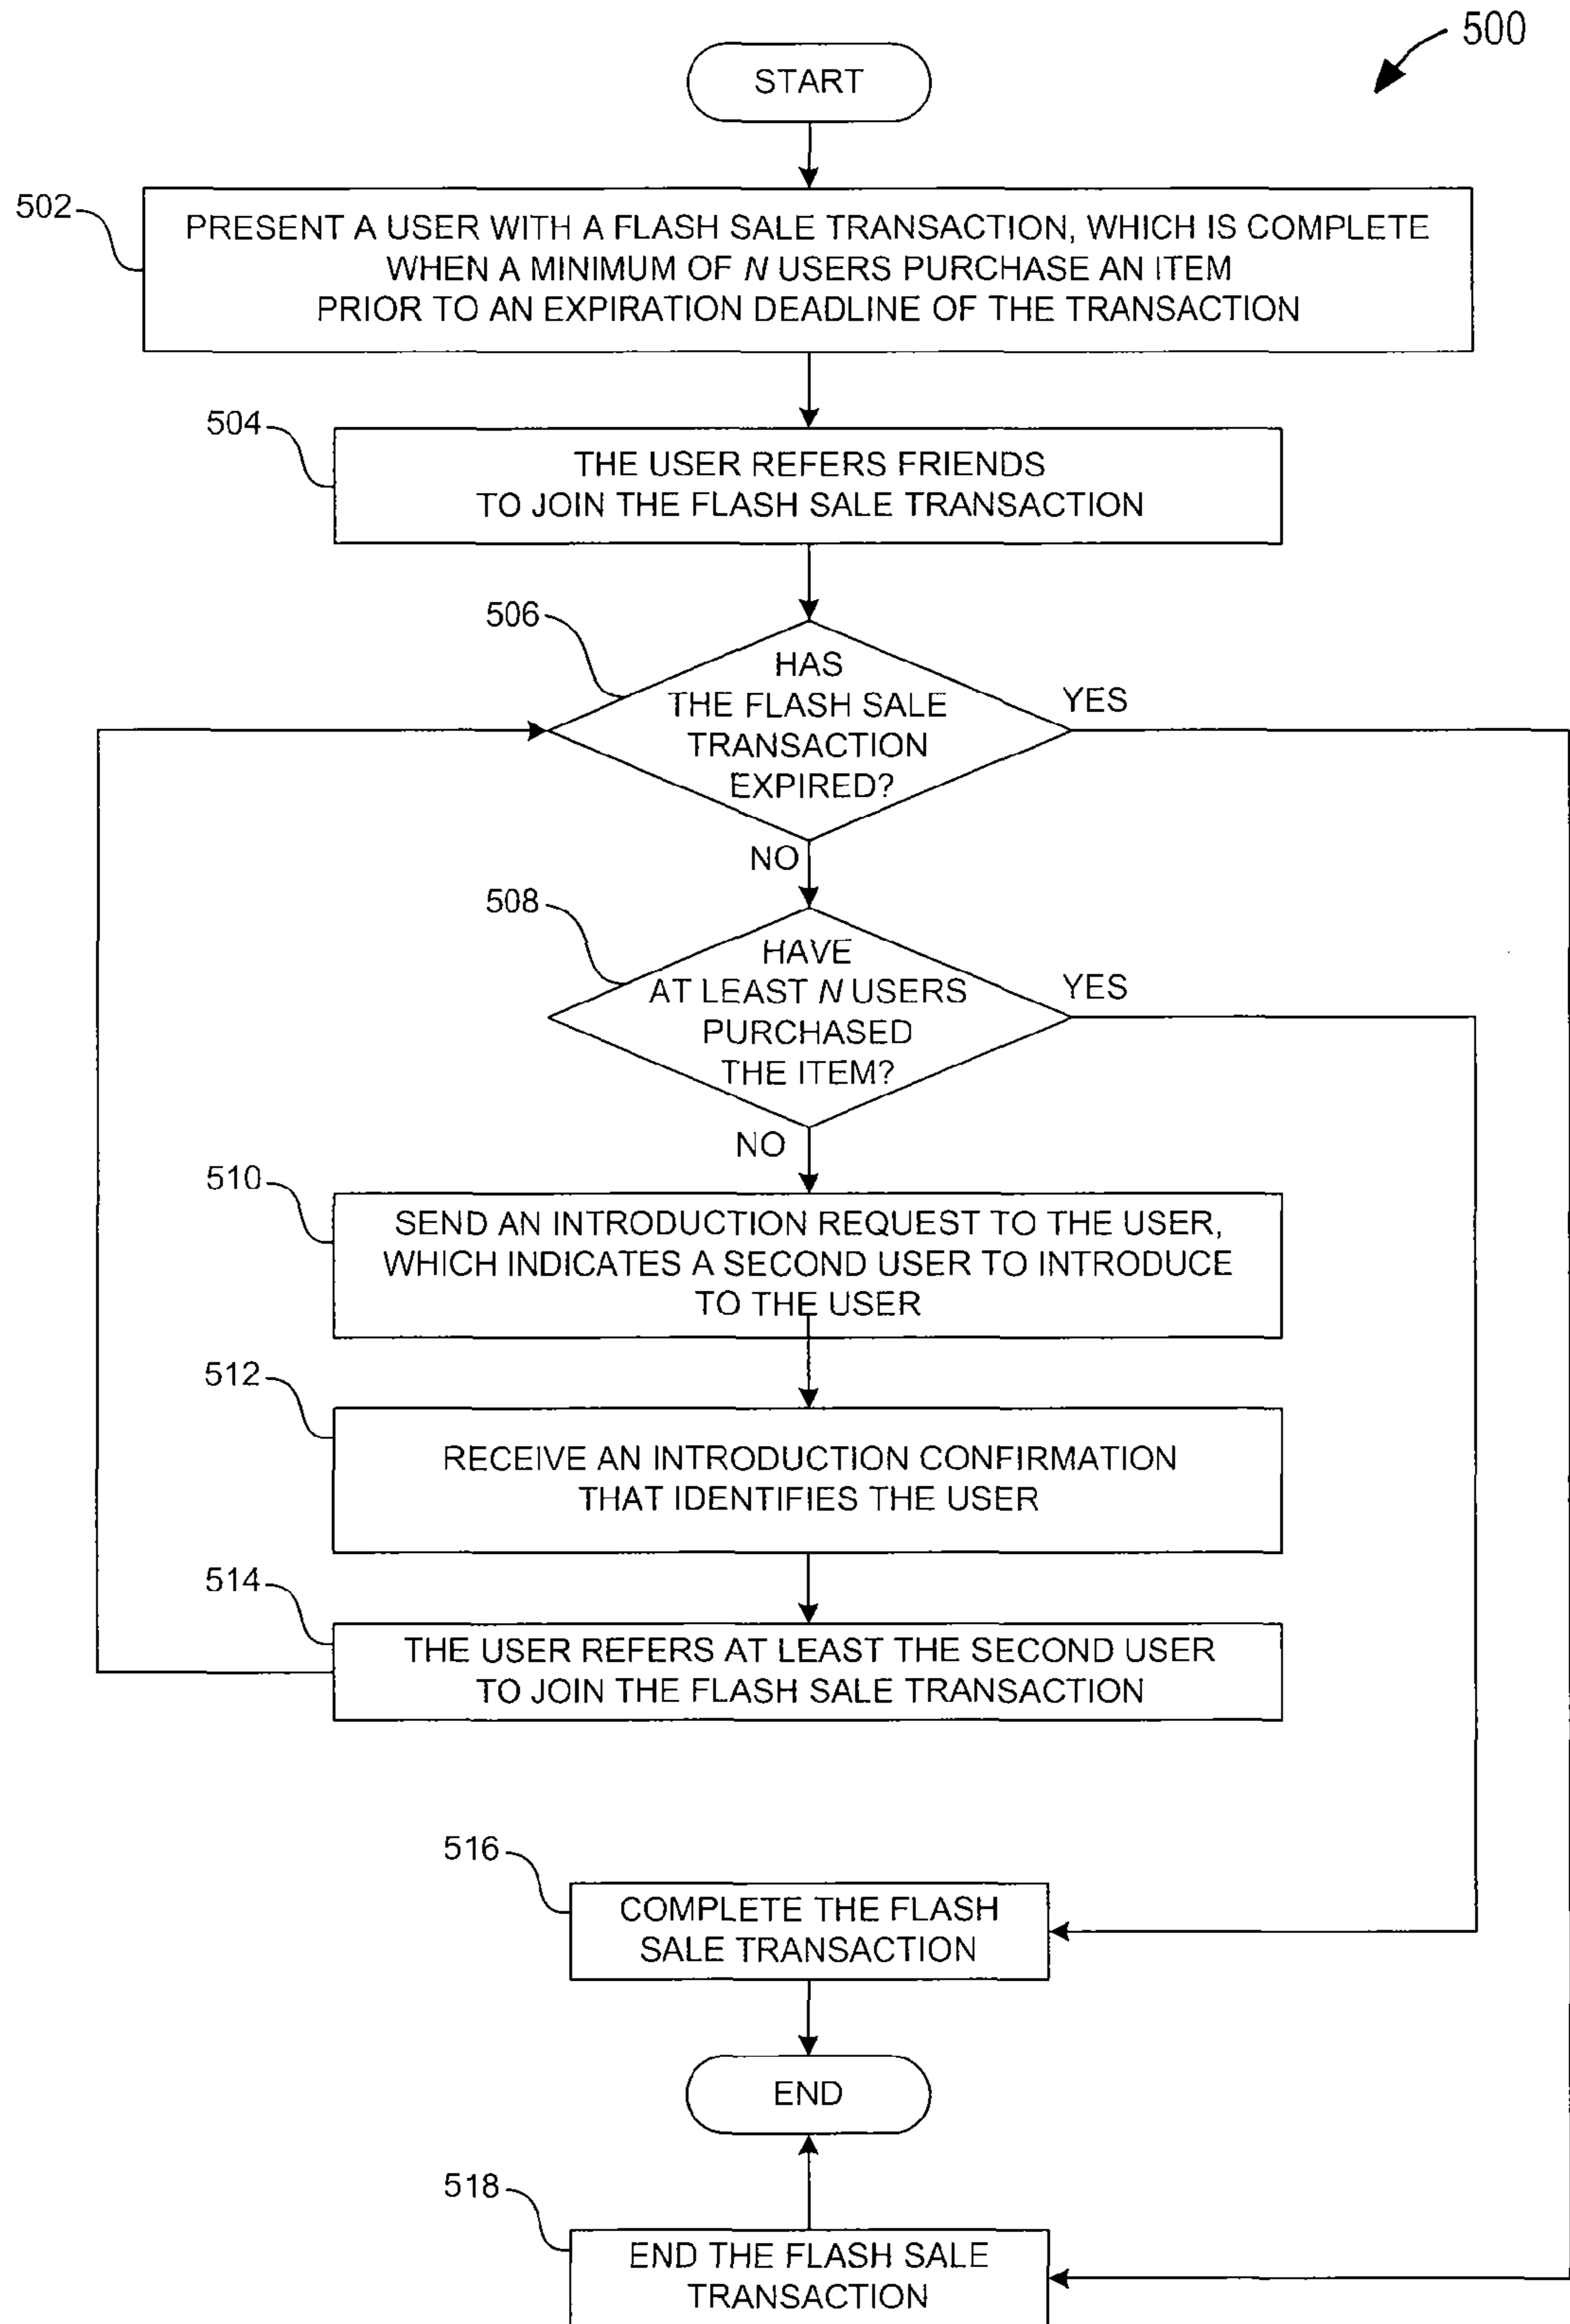 500
START
502
PRESENT A USER WITH A FLASH SALE TRANSACTION, WHICH IS COMPLETE
WHEN A MINIMUM OF N USERS PURCHASE AN ITEM
PRIOR TO AN EXPIRATION DEADLINE OF THE TRANSACTION
504
THE USER REFERS FRIENDS
TO JOIN THE FLASH SALE TRANSACTION
506
HAS
THE FLASH SALE
TRANSACTION
EXPIRED?
YES
NO
508
HAVE
AT LEAST N USERS
PURCHASED
THE ITEM?
YES
NO
510
SEND AN INTRODUCTION REQUEST TO THE USER,
WHICH INDICATES A SECOND USER TO INTRODUCE
TO THE USER
512
RECEIVE AN INTRODUCTION CONFIRMATION
THAT IDENTIFIES THE USER
514
THE USER REFERS AT LEAST THE SECOND USER
TO JOIN THE FLASH SALE TRANSACTION
516
COMPLETE THE FLASH
SALE TRANSACTION
END
518
END THE FLASH SALE
TRANSACTION